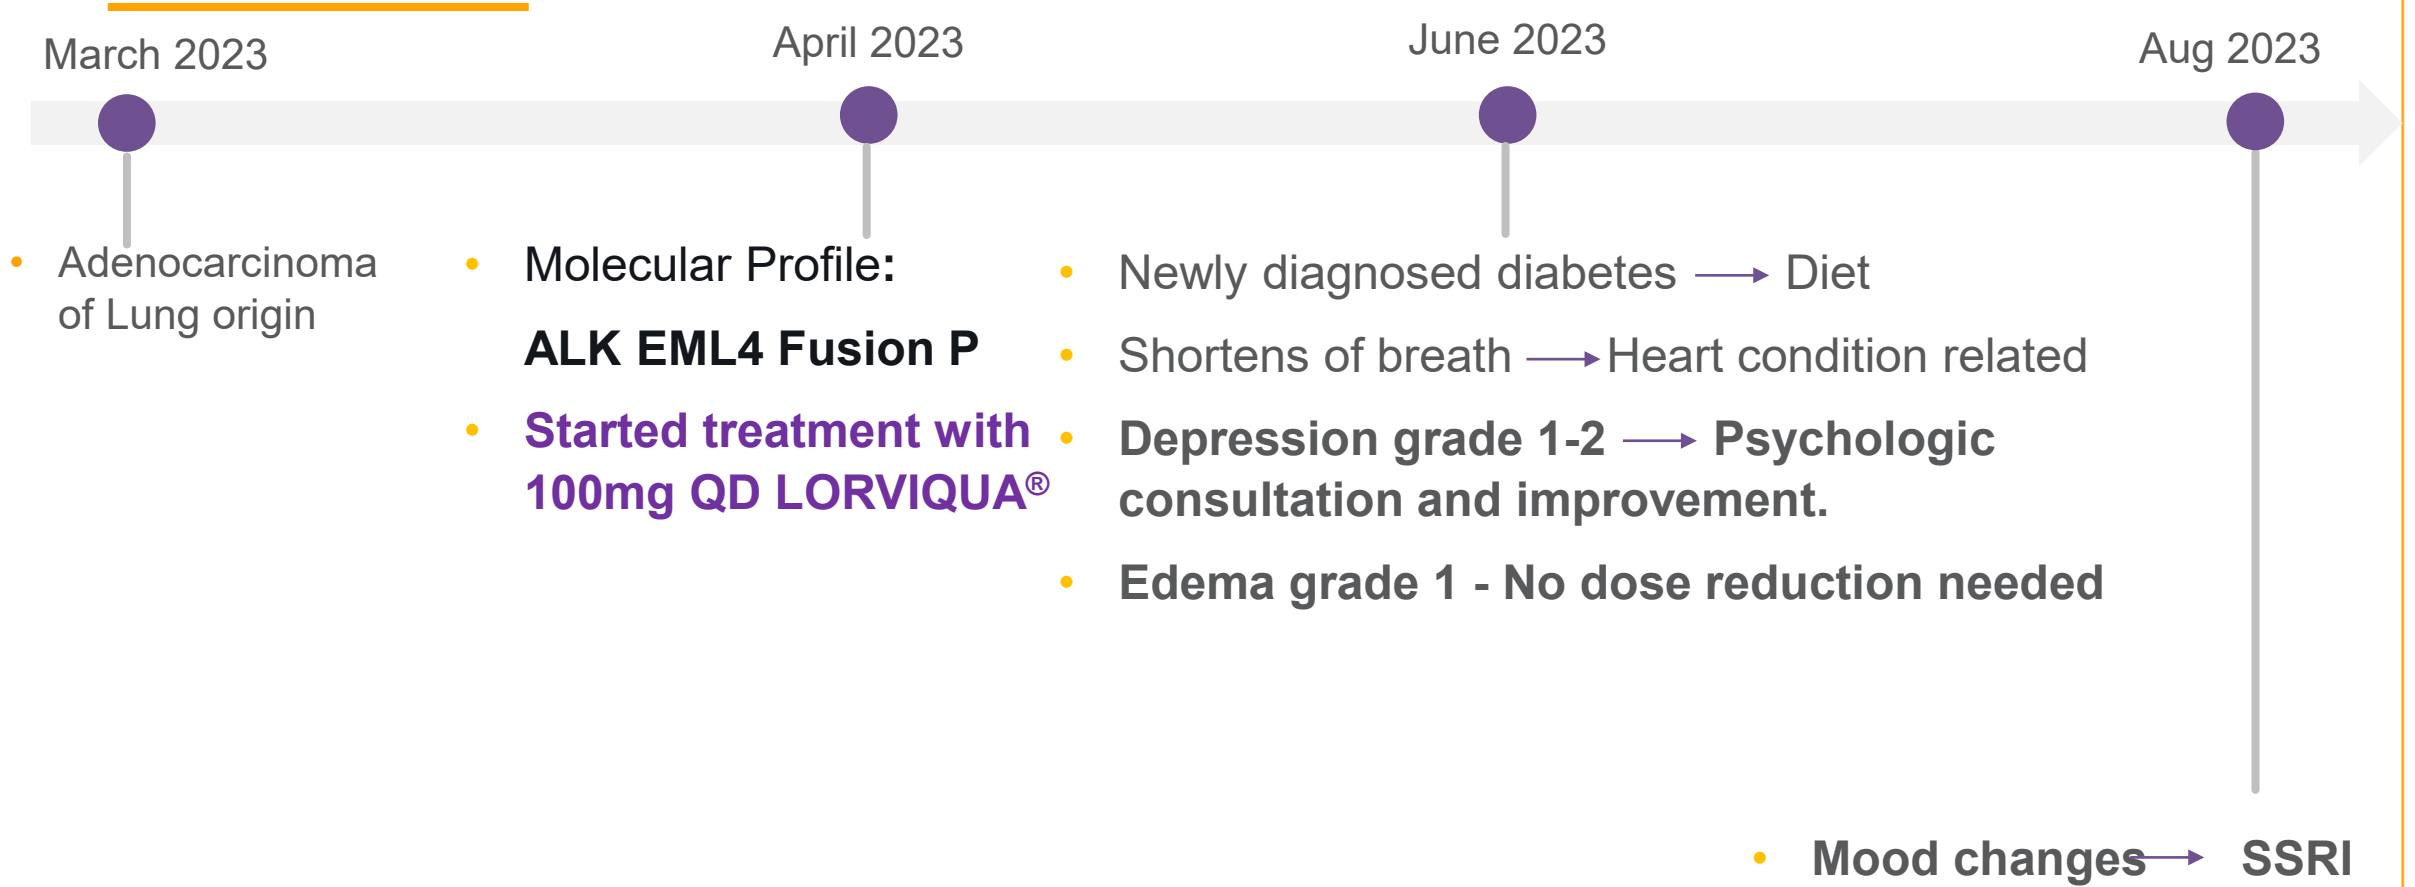 March 2023
April 2023
June 2023
Aug 2023
• Adenocarcinoma
of Lung origin
• Molecular Profile:
ALK EML4 Fusion P
• Started treatment with
100mg QD LORVIQUA®
• Newly diagnosed diabetes → Diet
• Shortens of breath → Heart condition related
• Depression grade 1-2 → Psychologic
consultation and improvement.
• Edema grade 1 - No dose reduction needed
• Mood changes → SSRI